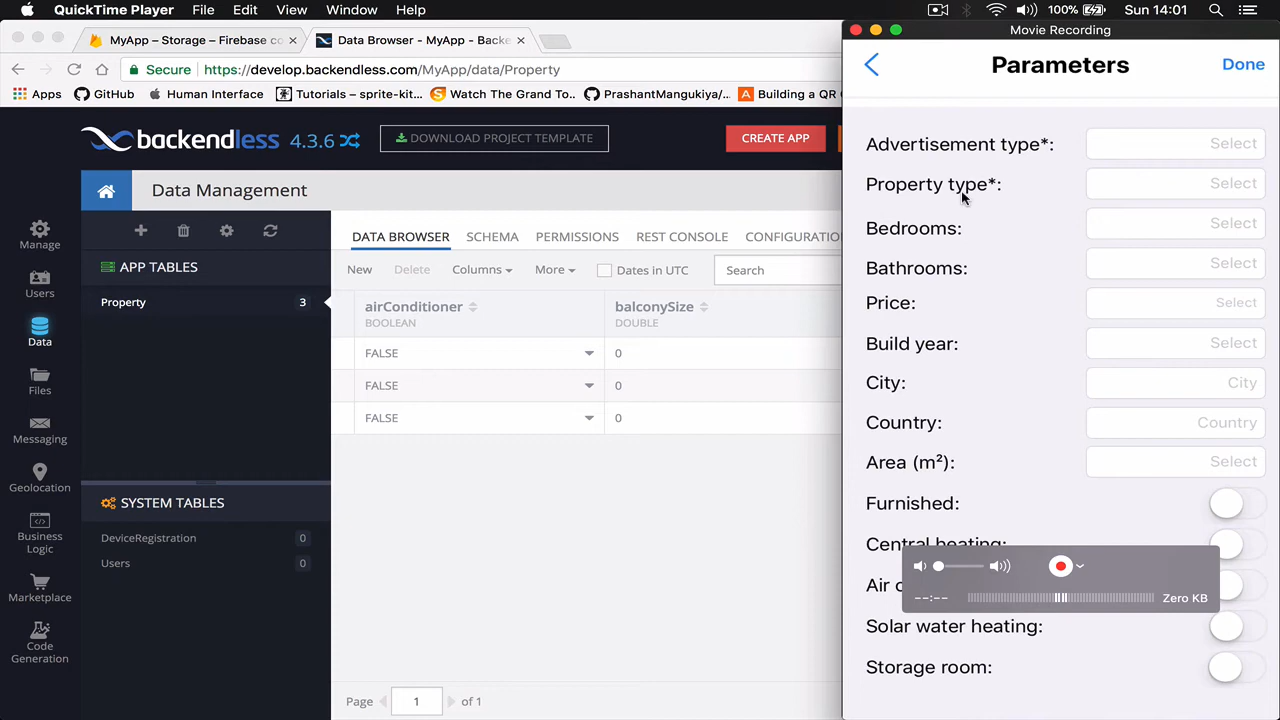 QuickTime Player File Edit View Window Help 100% Sun 14:01
MyApp – Storage – Firebase co
Data Browser - MyApp - Backe
Secure https://develop.backendless.com/MyApp/data/Property
Apps GitHub Human Interface Tutorials – sprite-kit... Watch The Grand To.. PrashantMangukiya/... Building a QR
backendless 4.3.6 DOWNLOAD PROJECT TEMPLATE CREATE APP
Data Management
Manage
Users
Data
Files
Messaging
Geolocation
Business
Logic
Marketplace
Code
Generation
APP TABLES
Property 3
SYSTEM TABLES
DeviceRegistration 0
Users 0
DATA BROWSER SCHEMA PERMISSIONS REST CONSOLE CONFIGURATIO
New Delete Columns More Dates in UTC Search
airConditioner balconySize
BOOLEAN DOUBLE
FALSE 0
FALSE 0
FALSE 0
Page 1 of 1
Movie Recording
Parameters Done
Advertisement type*: Select
Property type*: Select
Bedrooms: Select
Bathrooms: Select
Price: Select
Build year: Select
City: City
Country: Country
Area (m²): Select
Furnished:
Central heating:
Air c
--:-- Zero KB
Solar water heating:
Storage room: